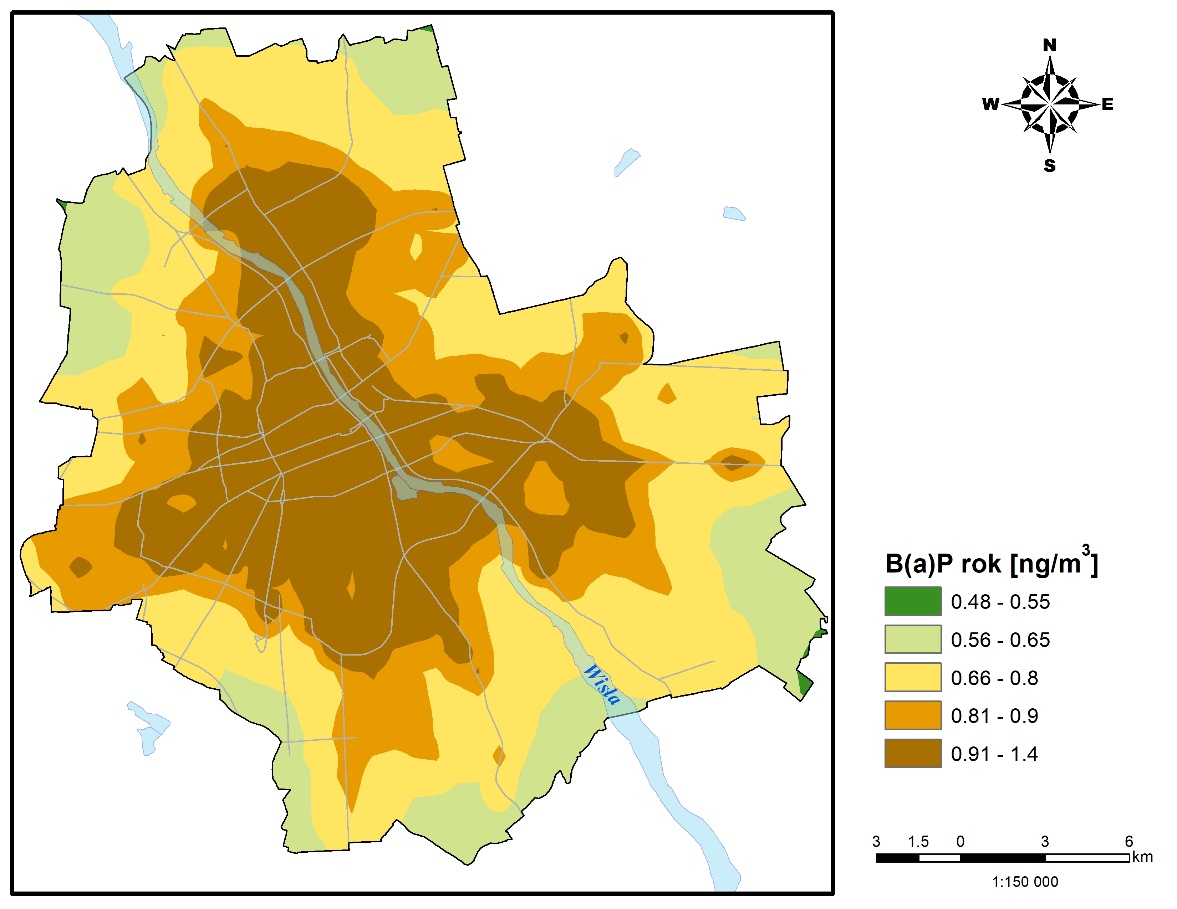 N
W E
S
Wisła
B(a)P rok [ng/m³]
0.48 - 0.55
0.56 - 0.65
0.66 - 0.8
0.81 - 0.9
0.91 - 1.4
3 1.5 0 3 6
km
1:150 000